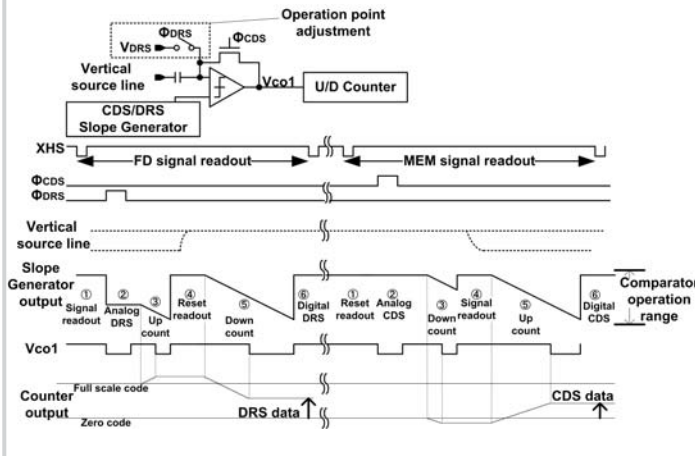 Operation point
adjustment
ΦDRS
VDRS
ΦCDS
Vertical
source line
Vco1
U/D Counter
CDS/DRS
Slope Generator
XHS
FD signal readout
MEM signal readout
ΦCDS
ΦDRS
Vertical
source line
Slope
Generator
output
① Signal readout
② Analog DRS
③ Up count
④ Reset readout
⑤ Down count
⑥ Digital DRS
① Reset readout
② Analog CDS
③ Down count
④ Signal readout
⑤ Up count
⑥ Digital CDS
Comparator
operation
range
Vco1
Full scale code
Counter
output
DRS data
CDS data
Zero code